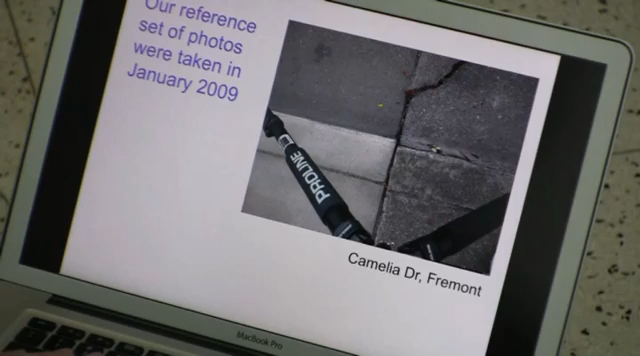 Our reference
set of photos
were taken in
January 2009
PROLINE
Camelia Dr, Fremont
MacBook Pro